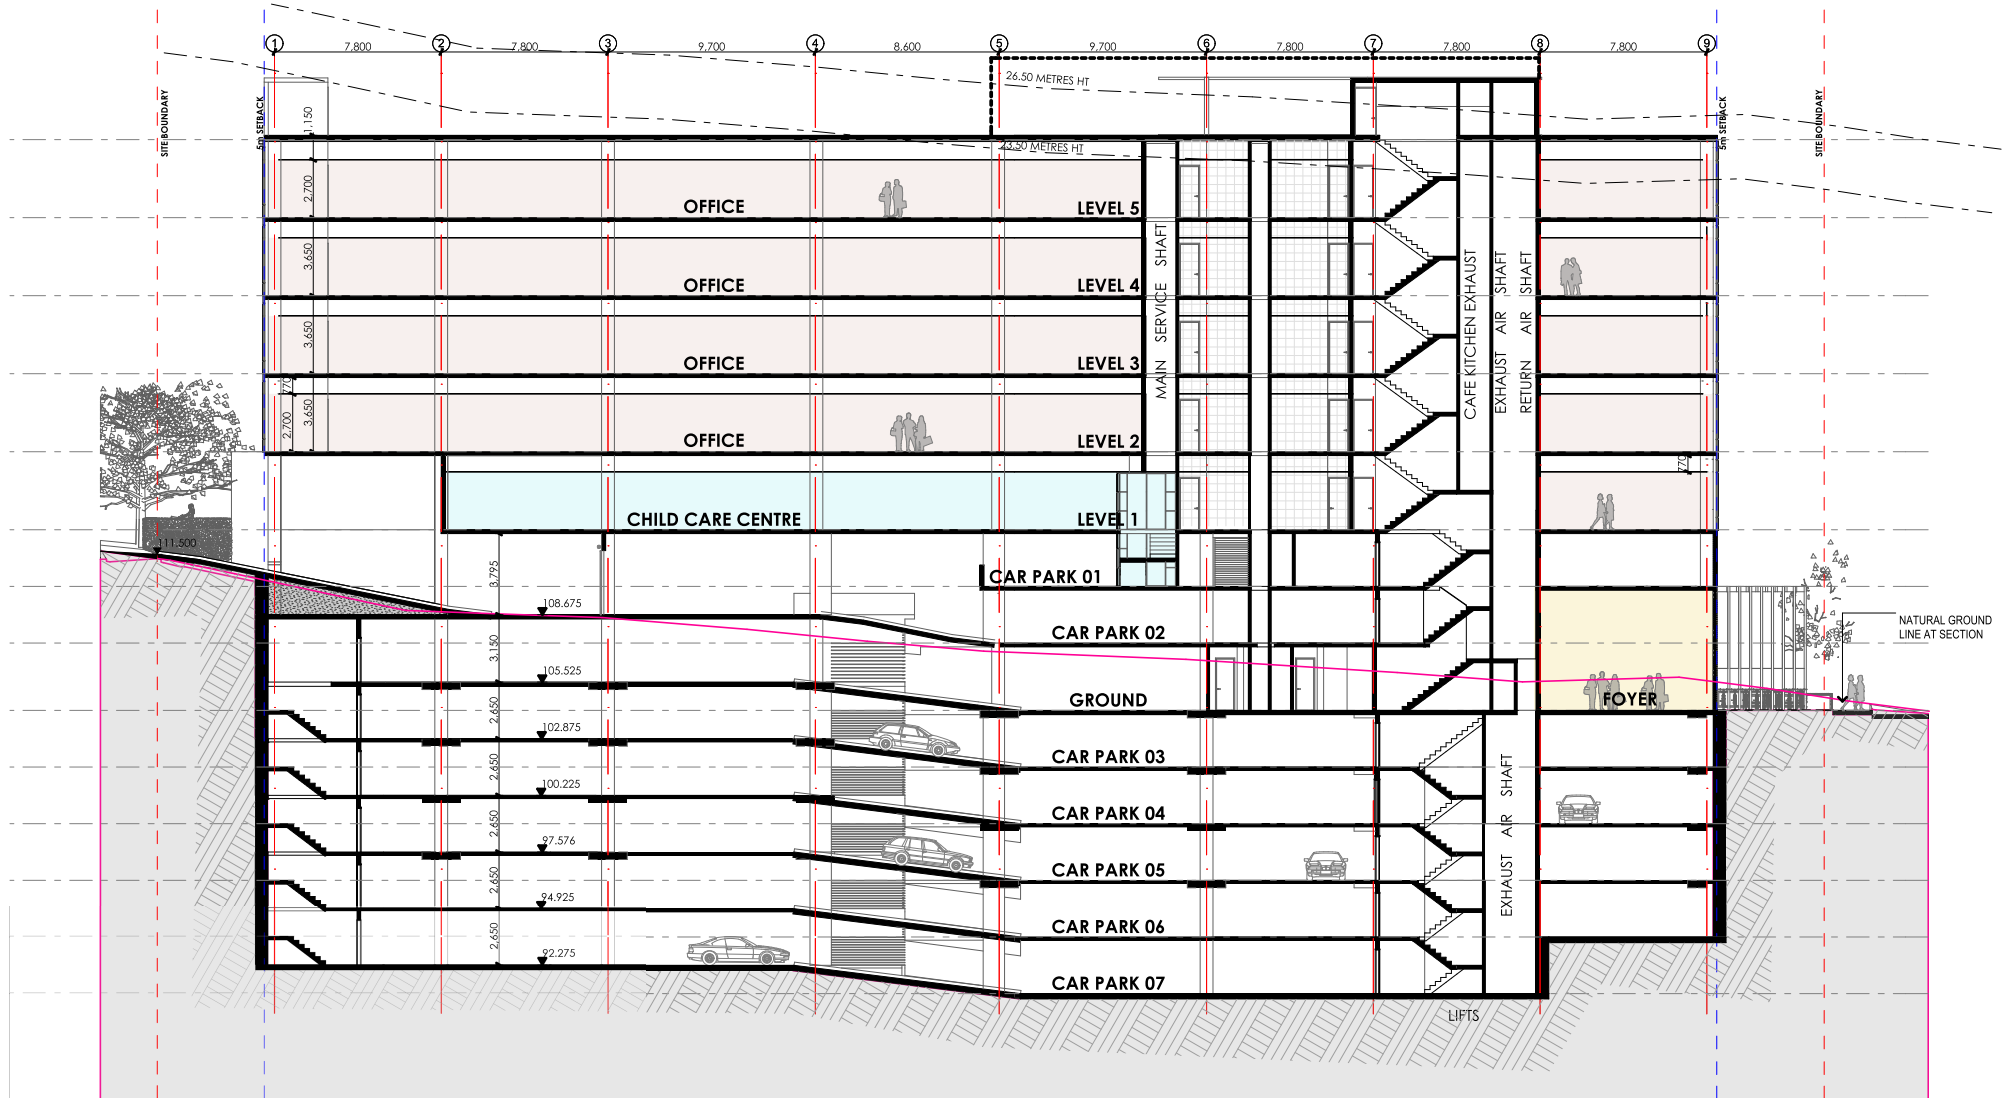 1
2
3
4
5
6
7
8
9
7,800
7,800
9,700
8,600
9,700
7,800
7,800
7,800
26.50 METRES HT
23.50 METRES HT
SITE BOUNDARY
5m SETBACK
5m SETBACK
SITE BOUNDARY
1,150
2,700
OFFICE
LEVEL 5
3,650
OFFICE
LEVEL 4
3,650
OFFICE
LEVEL 3
770
2,700
3,650
OFFICE
LEVEL 2
770
MAIN SERVICE SHAFT
CAFE KITCHEN EXHAUST
EXHAUST AIR SHAFT
RETURN AIR SHAFT
CHILD CARE CENTRE
LEVEL 1
111.500
3,795
CAR PARK 01
108.675
CAR PARK 02
NATURAL GROUND
LINE AT SECTION
3,150
105.525
GROUND
FOYER
2,650
102.875
CAR PARK 03
2,650
100.225
CAR PARK 04
2,650
97.576
CAR PARK 05
2,650
94.925
CAR PARK 06
2,650
92.275
CAR PARK 07
EXHAUST AIR SHAFT
LIFTS